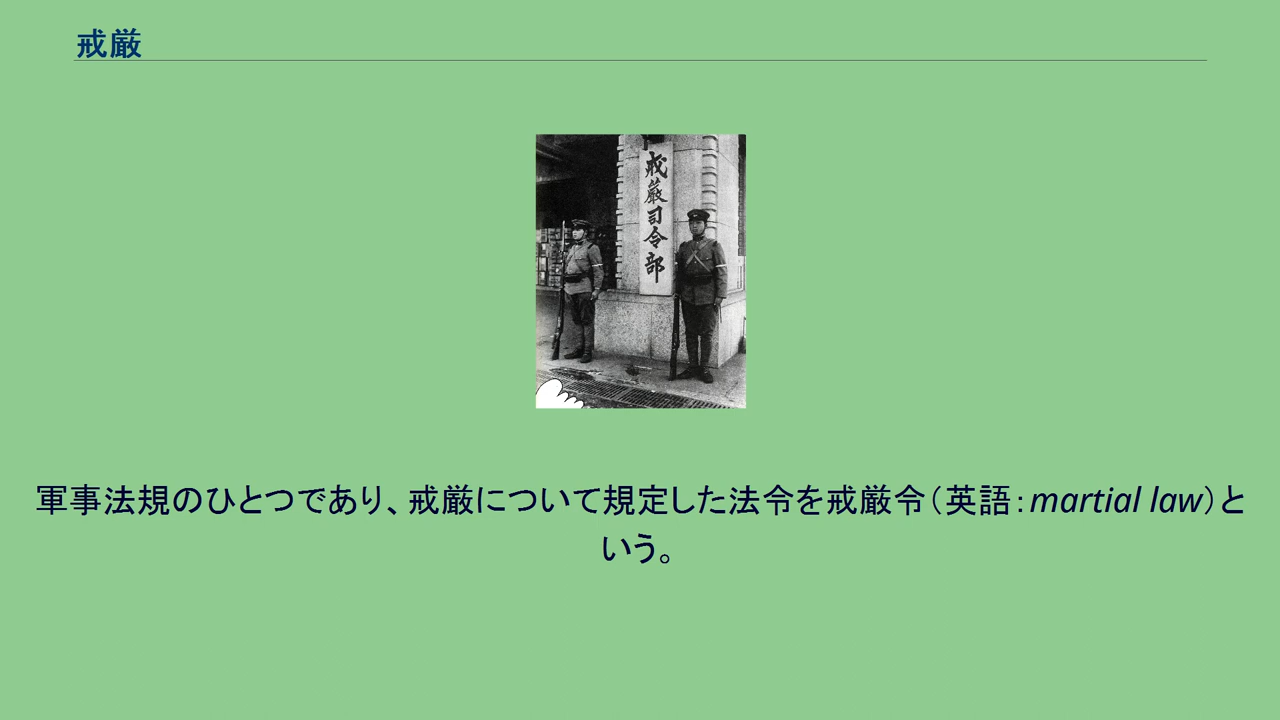 戒厳
戒厳司令部
軍事法規のひとつであり、戒厳について規定した法令を戒厳令（英語：martial law）と
いう。